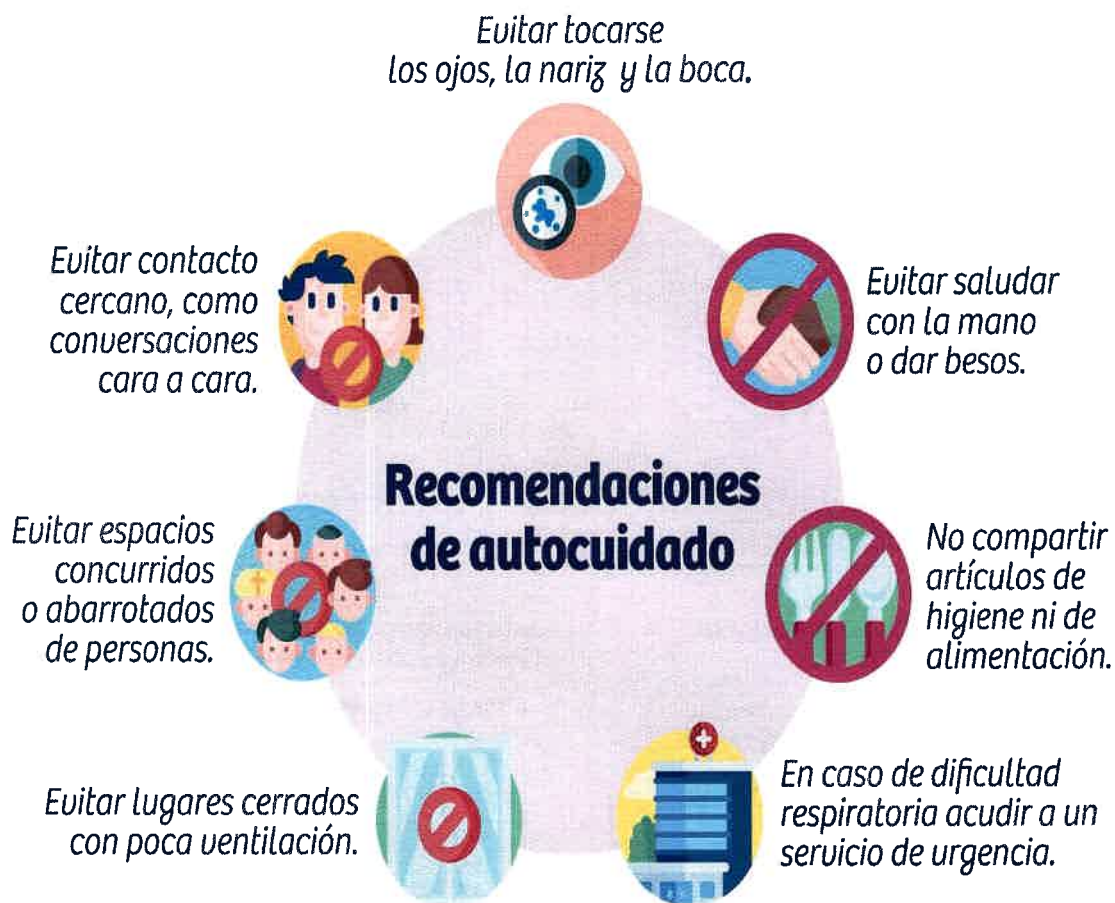 Evitar tocarse
los ojos, la nariz y la boca.
Evitar contacto
cercano, como
conversaciones
cara a cara.
Evitar saludar
con la mano
o dar besos.
Recomendaciones
de autocuidado
Evitar espacios
concurridos
o abarrotados
de personas.
No compartir
artículos de
higiene ni de
alimentación.
Evitar lugares cerrados
con poca ventilación.
En caso de dificultad
respiratoria acudir a un
servicio de urgencia.